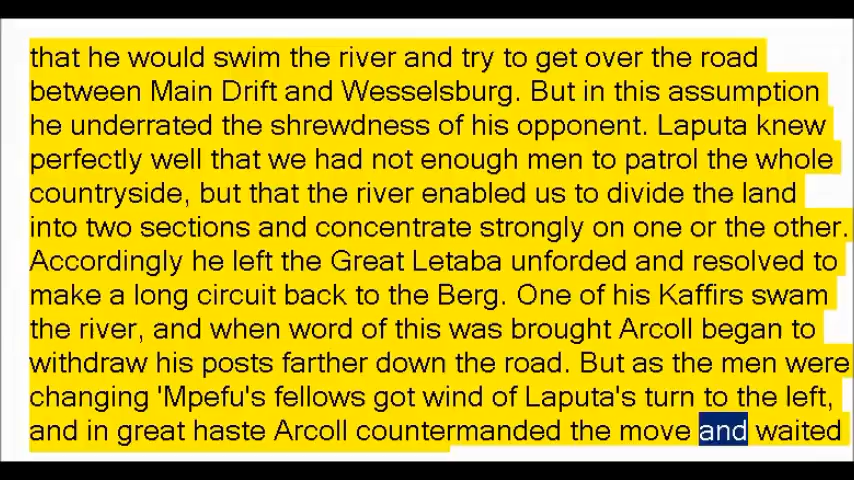 that he would swim the river and try to get over the road
between Main Drift and Wesselsburg. But in this assumption
he underrated the shrewdness of his opponent. Laputa knew
perfectly well that we had not enough men to patrol the whole
countryside, but that the river enabled us to divide the land
into two sections and concentrate strongly on one or the other.
Accordingly he left the Great Letaba unforded and resolved to
make a long circuit back to the Berg. One of his Kaffirs swam
the river, and when word of this was brought Arcoll began to
withdraw his posts farther down the road. But as the men were
changing 'Mpefu's fellows got wind of Laputa's turn to the left,
and in great haste Arcoll countermanded the move and waited